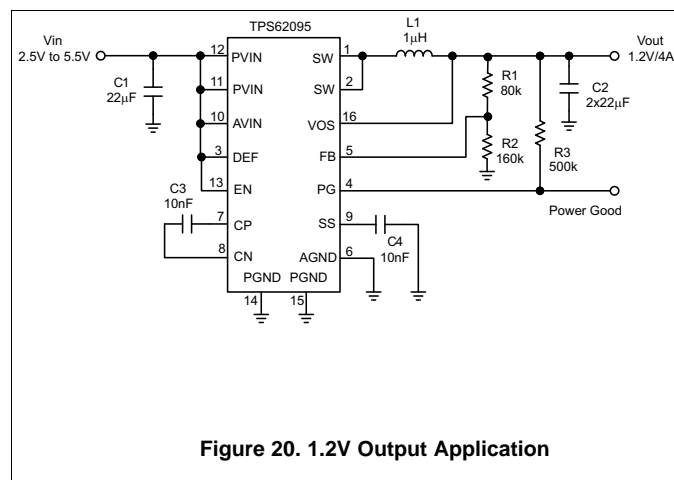 TPS62095
Vin
2.5V to 5.5V
C1
22µF
12
PVIN
11
PVIN
10
AVIN
3
DEF
13
EN
C3
10nF
7
CP
8
CN
PGND
PGND
14
15
SW
1
SW
2
VOS
16
FB
5
PG
4
SS
9
AGND
6
C4
10nF
L1
1µH
R1
80k
R2
160k
R3
500k
C2
2x22µF
Vout
1.2V/4A
Power Good
Figure 20. 1.2V Output Application